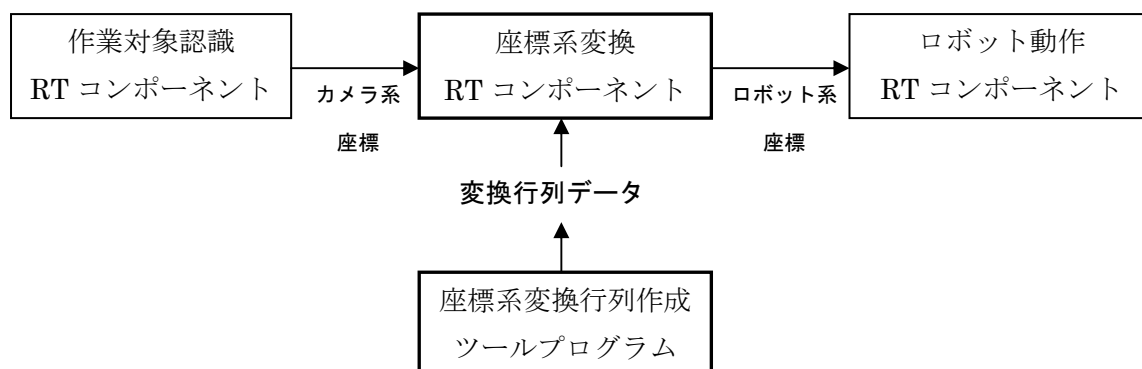 作業対象認識
RT コンポーネント
カメラ系
座標
座標系変換
RT コンポーネント
ロボット系
座標
ロボット動作
RT コンポーネント
変換行列データ
座標系変換行列作成
ツールプログラム